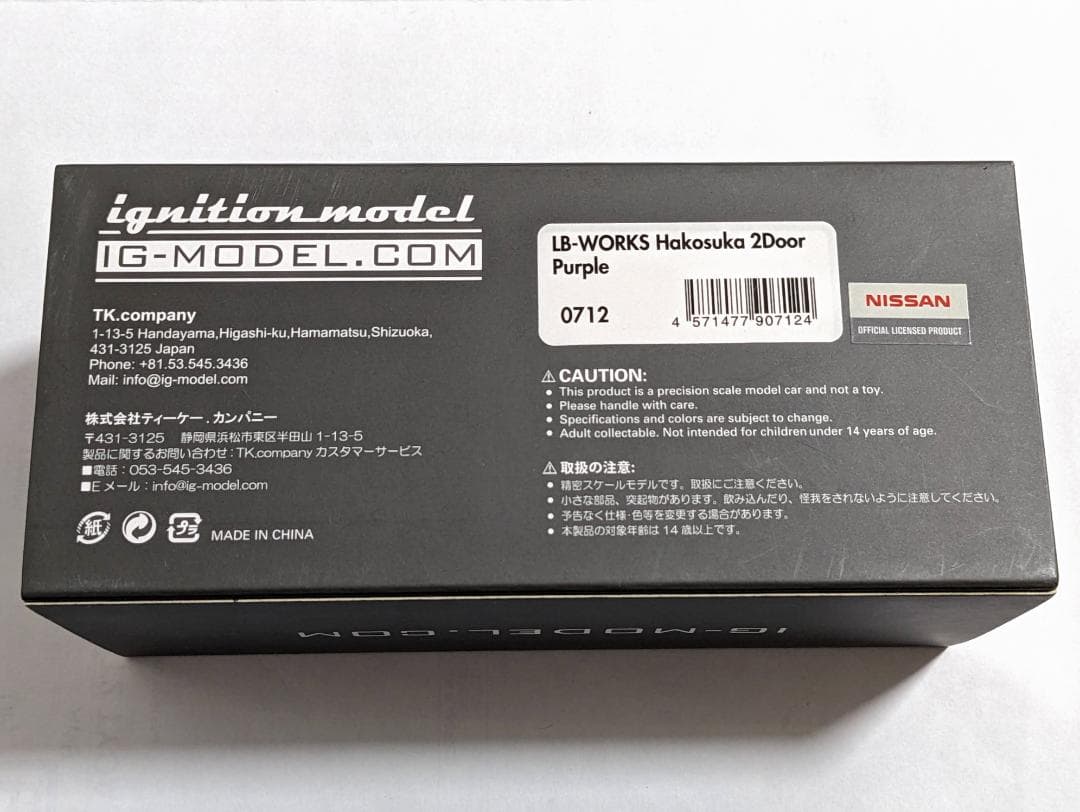 ignition model
IG-MODEL.COM
TK.company
1-13-5 Handayama,Higashi-ku,Hamamatsu,Shizuoka,
431-3125 Japan
Phone: +81.53.545.3436
Mail: info@ig-model.com
株式会社ティーケー．カンパニー
〒431-3125 静岡県浜松市東区半田山 1-13-5
製品に関するお問い合わせ：TK.company カスタマーサービス
■電話：053-545-3436
■E メール：info@ig-model.com
紙
プラ
MADE IN CHINA
LB-WORKS Hakosuka 2Door
Purple
0712
4 571477 907124
NISSAN
OFFICIAL LICENSED PRODUCT
⚠ CAUTION:
● This product is a precision scale model car and not a toy.
● Please handle with care.
● Specifications and colors are subject to change.
● Adult collectable. Not intended for children under 14 years of age.
⚠ 取扱の注意:
● 精密スケールモデルです。取扱にご注意ください。
● 小さな部品、突起物があります。飲み込んだり、怪我をされないように注意してください。
● 予告なく仕様・色等を変更する場合があります。
● 本製品の対象年齢は 14 歳以上です。
IG-MODEL.COM